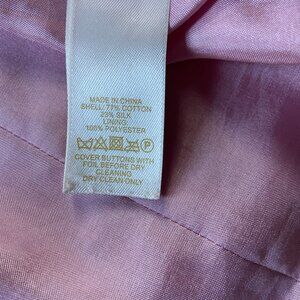 MADE IN CHINA
SHELL: 77% COTTON
23% SILK
LINING
100% POLYESTER
P
COVER BUTTONS WITH
FOIL BEFORE DRY
CLEANING
DRY CLEAN ONLY